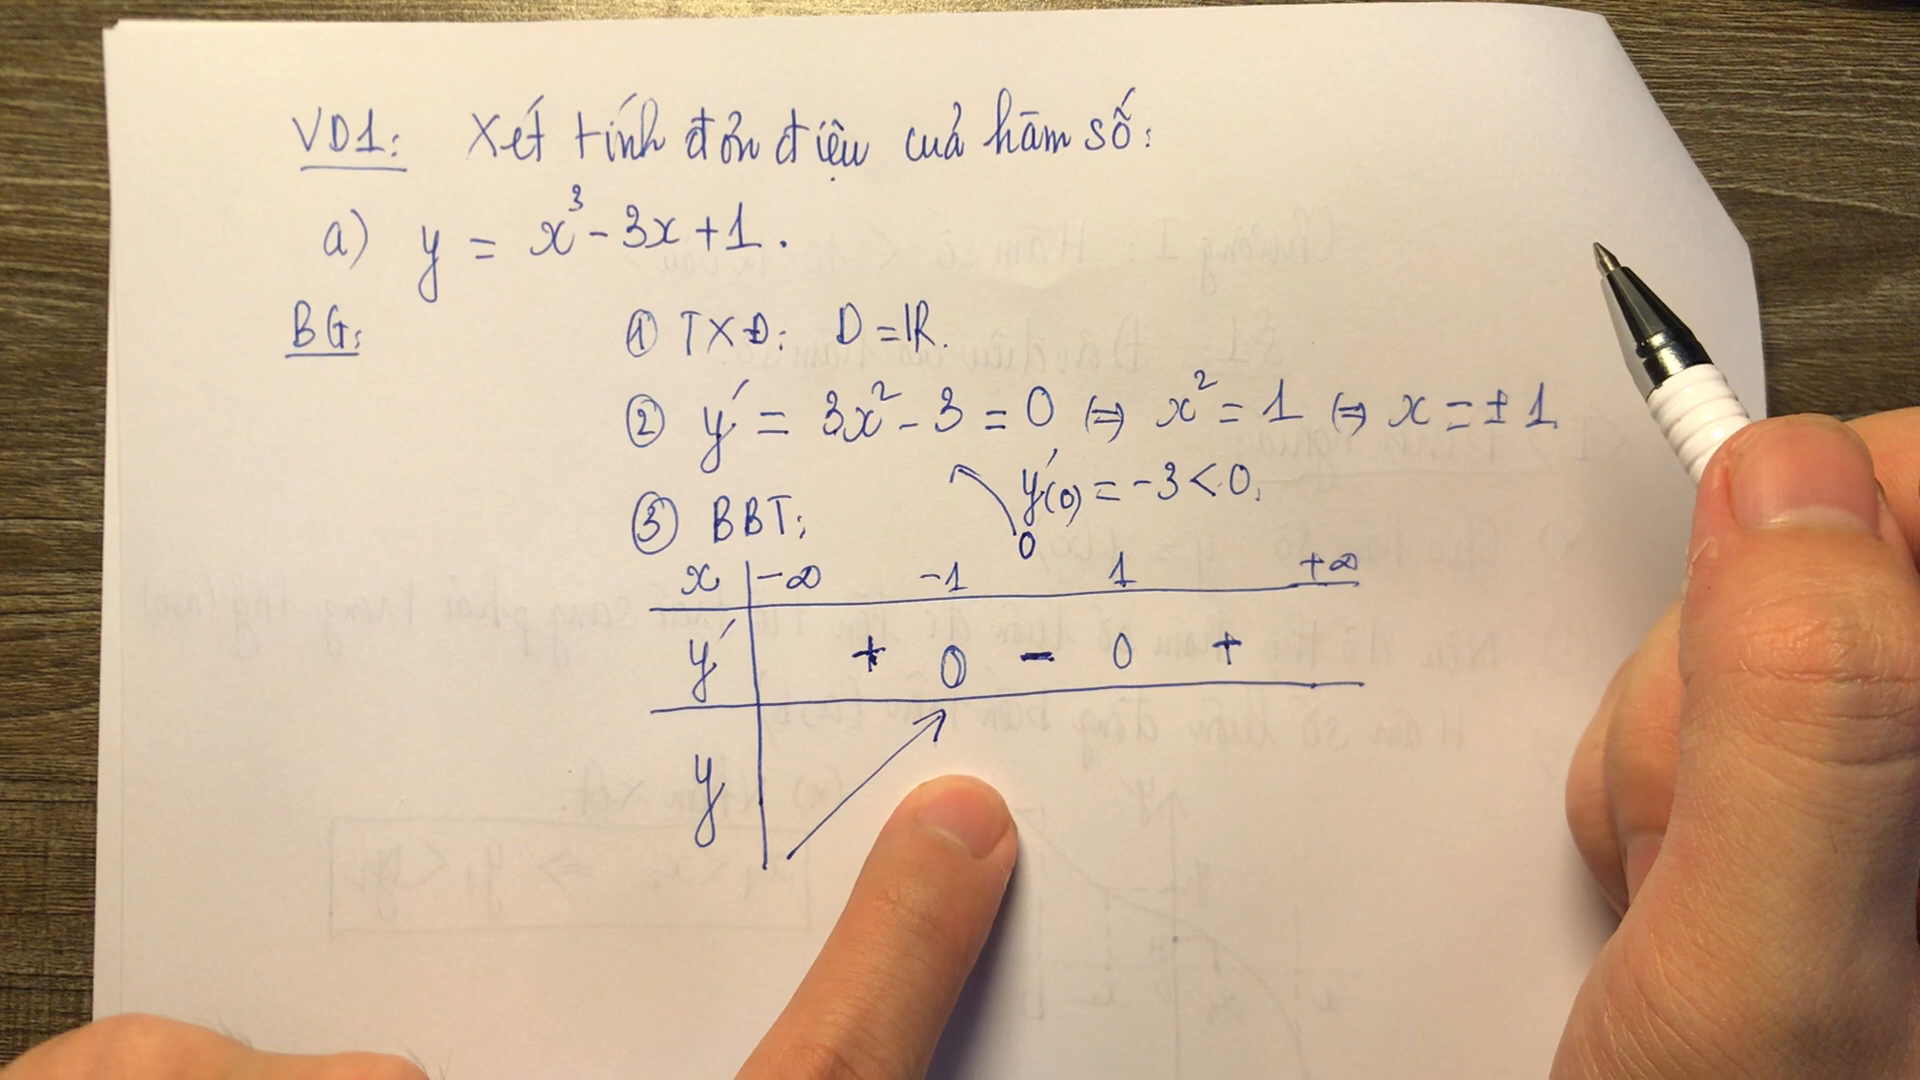 VD1: Xét tính đơn điệu của hàm số:
a) y = x³ - 3x + 1.
BG:
① TXĐ: D = ℝ.
② y' = 3x² - 3 = 0 ⇔ x² = 1 ⇔ x = ± 1
y'(0) = -3 < 0.
③ BBT:
0
x -∞ -1 1 +∞
y' + 0 - 0 +
y